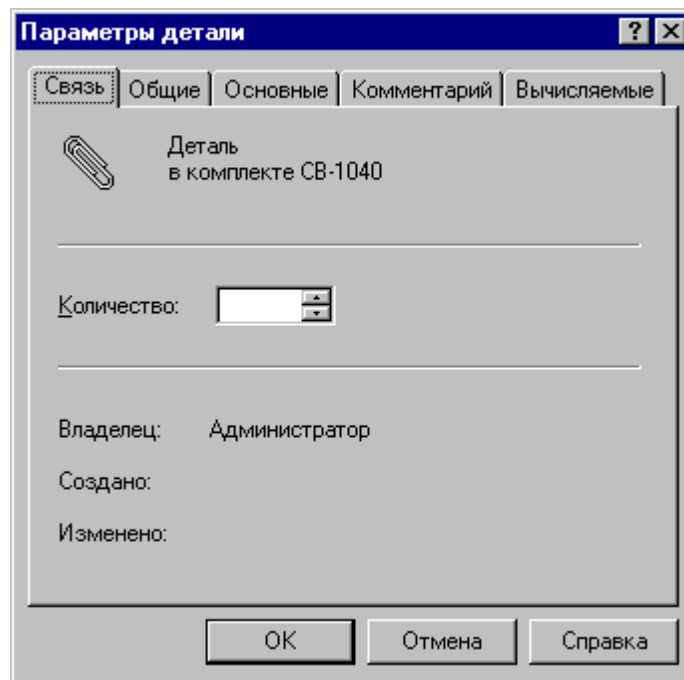 Параметры детали
Связь Общие Основные Комментарий Вычисляемые
Деталь
в комплекте СВ-1040
Количество:
Владелец: Администратор
Создано:
Изменено:
OK Отмена Справка